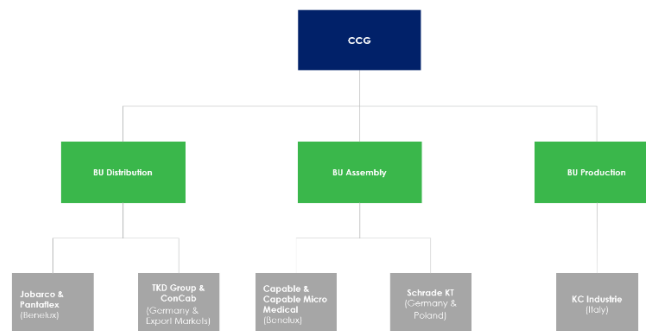 CCG
BU Distribution
BU Assembly
BU Production
Jobarco &
Pantaflex
(Benelux)
TKD Group &
ConCab
(Germany &
Export Markets)
Capable &
Capable Micro
Medical
(Benelux)
Schrade KT
(Germany &
Poland)
KC Industrie
(Italy)